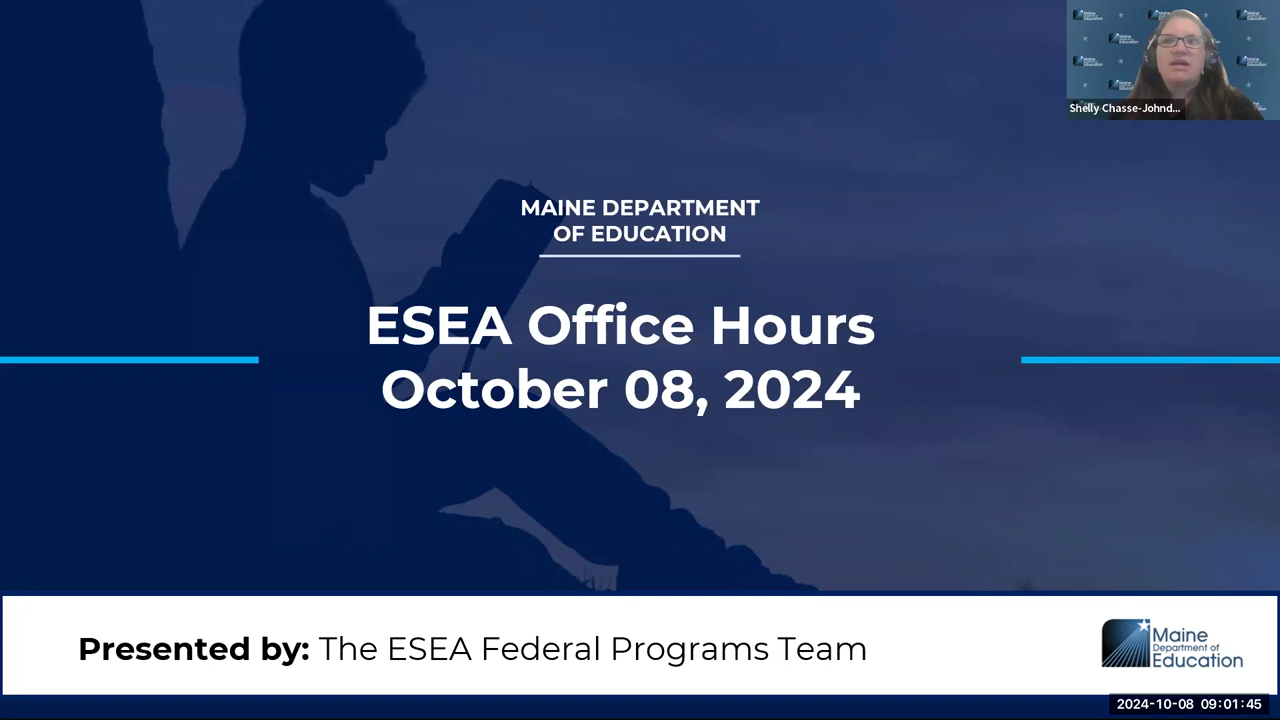 MAINE DEPARTMENT
OF EDUCATION
ESEA Office Hours
October 08, 2024
Presented by: The ESEA Federal Programs Team
Maine
Department of
Education
Shelly Chasse-Johnd...
2024-10-08 09:01:45